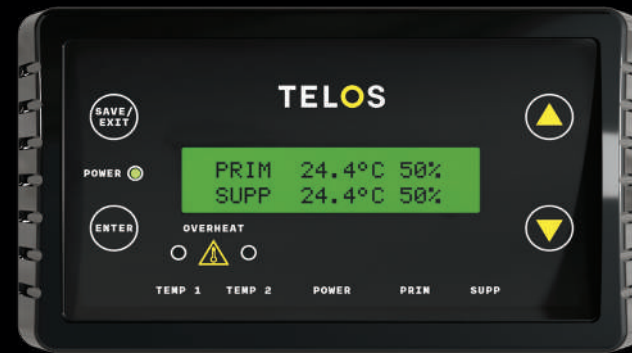 TELOS
SAVE/
EXIT
POWER
PRIM 24.4°C 50%
SUPP 24.4°C 50%
ENTER
OVERHEAT
TEMP 1 TEMP 2 POWER PRIM SUPP